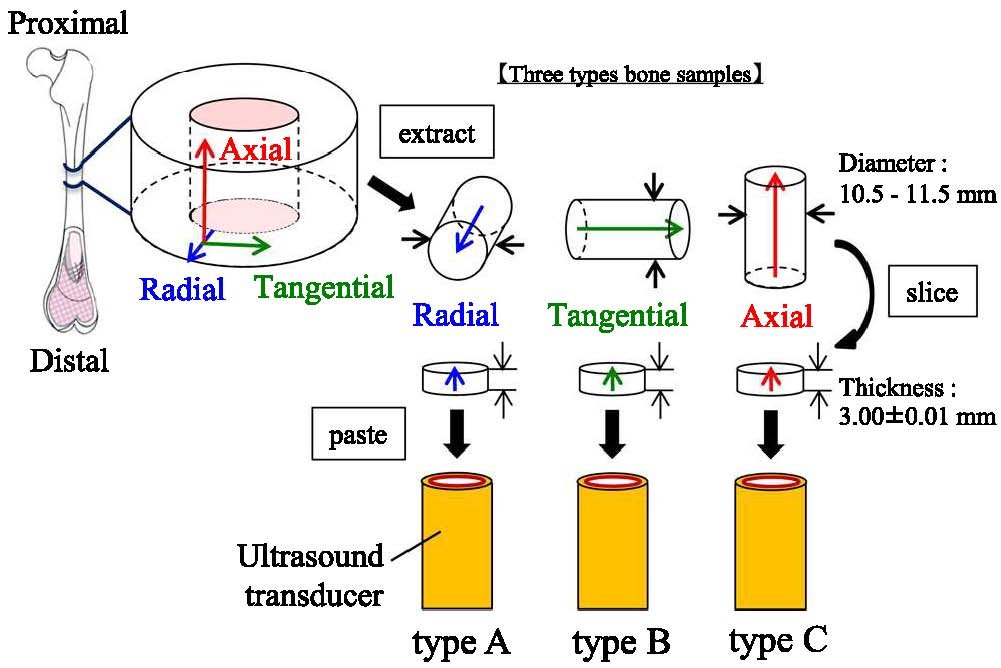 Proximal
【Three types bone samples】
extract
Axial
Diameter :
10.5 - 11.5 mm
Radial
Tangential
Radial
Tangential
Axial
slice
Distal
Thickness :
3.00±0.01 mm
paste
Ultrasound
transducer
type A
type B
type C